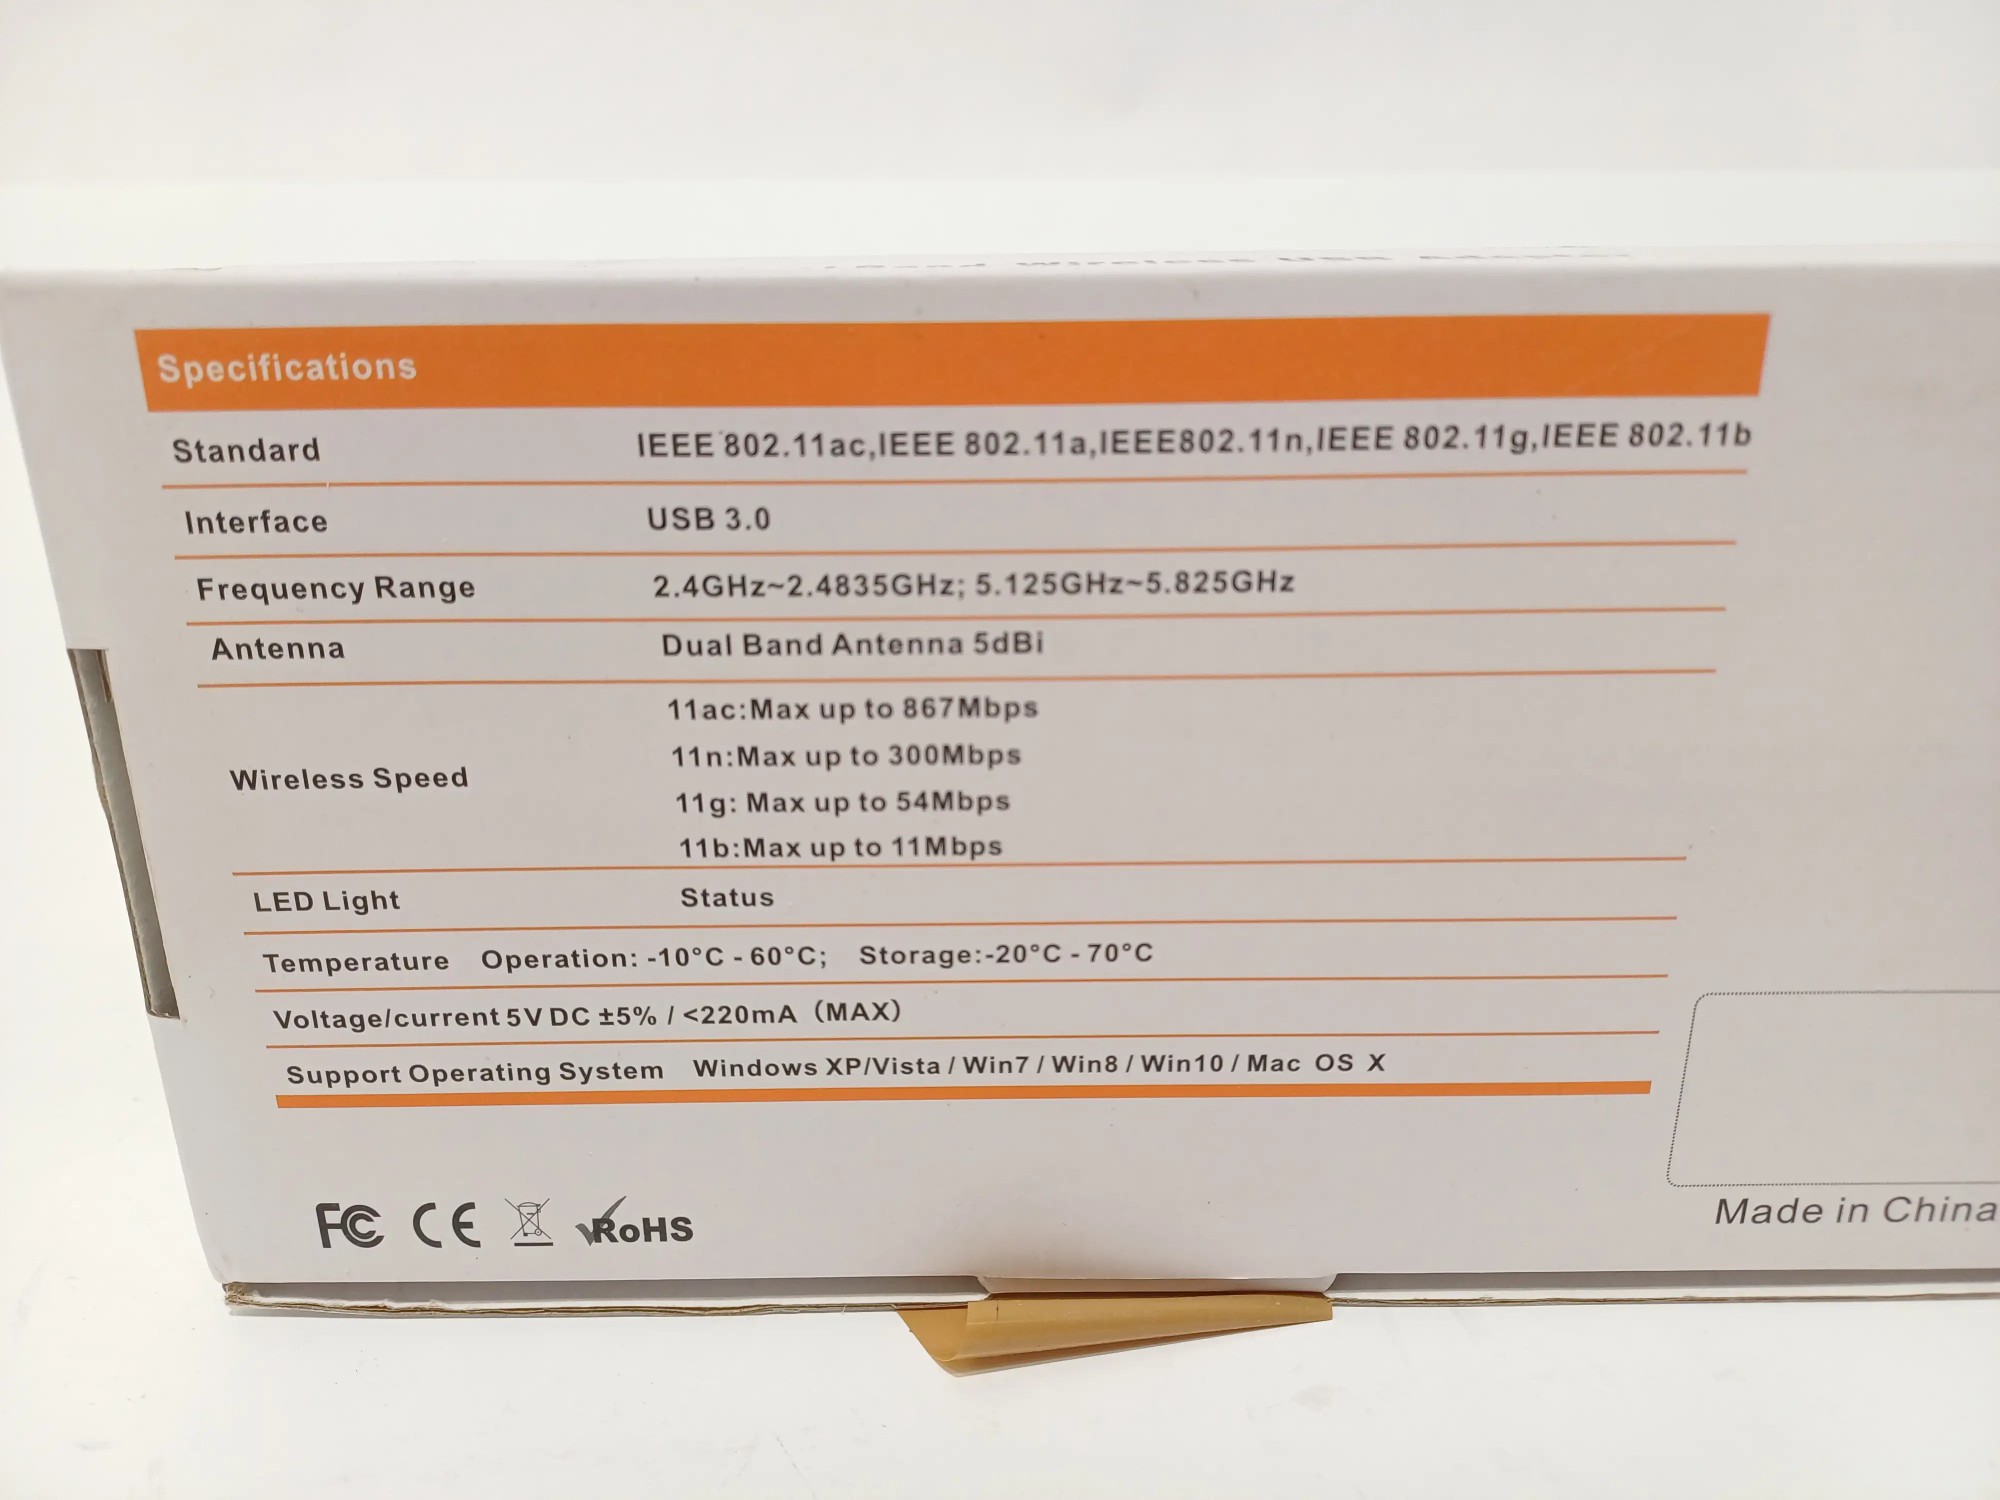 Specifications
Standard IEEE 802.11ac,IEEE 802.11a,IEEE802.11n,IEEE 802.11g,IEEE 802.11b
Interface USB 3.0
Frequency Range 2.4GHz~2.4835GHz; 5.125GHz~5.825GHz
Antenna Dual Band Antenna 5dBi
Wireless Speed
11ac:Max up to 867Mbps
11n:Max up to 300Mbps
11g: Max up to 54Mbps
11b:Max up to 11Mbps
LED Light Status
Temperature Operation: -10°C - 60°C; Storage:-20°C - 70°C
Voltage/current 5V DC ±5% / <220mA (MAX)
Support Operating System Windows XP/Vista / Win7 / Win8 / Win10 / Mac OS X
FC CE RoHS
Made in China